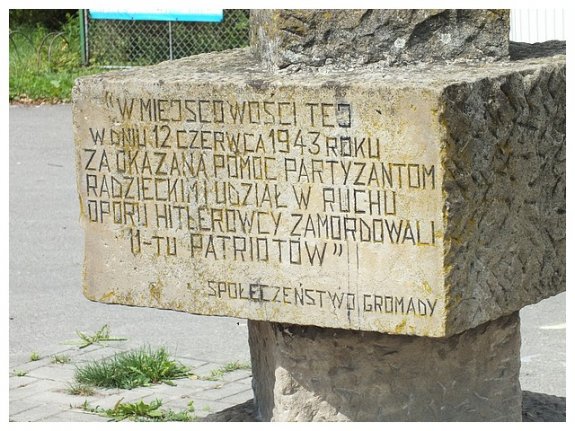 “W MIEJSCOWOŚCI TEJ
W DNIU 12 CZERWCA 1943 ROKU
ZA OKAZANĄ POMOC PARTYZANTOM
RADZIECKIM I UDZIAŁ W RUCHU
OPORU HITLEROWCY ZAMORDOWALI
11-TU PATRIOTÓW”
SPOŁECZEŃSTWO GROMADY